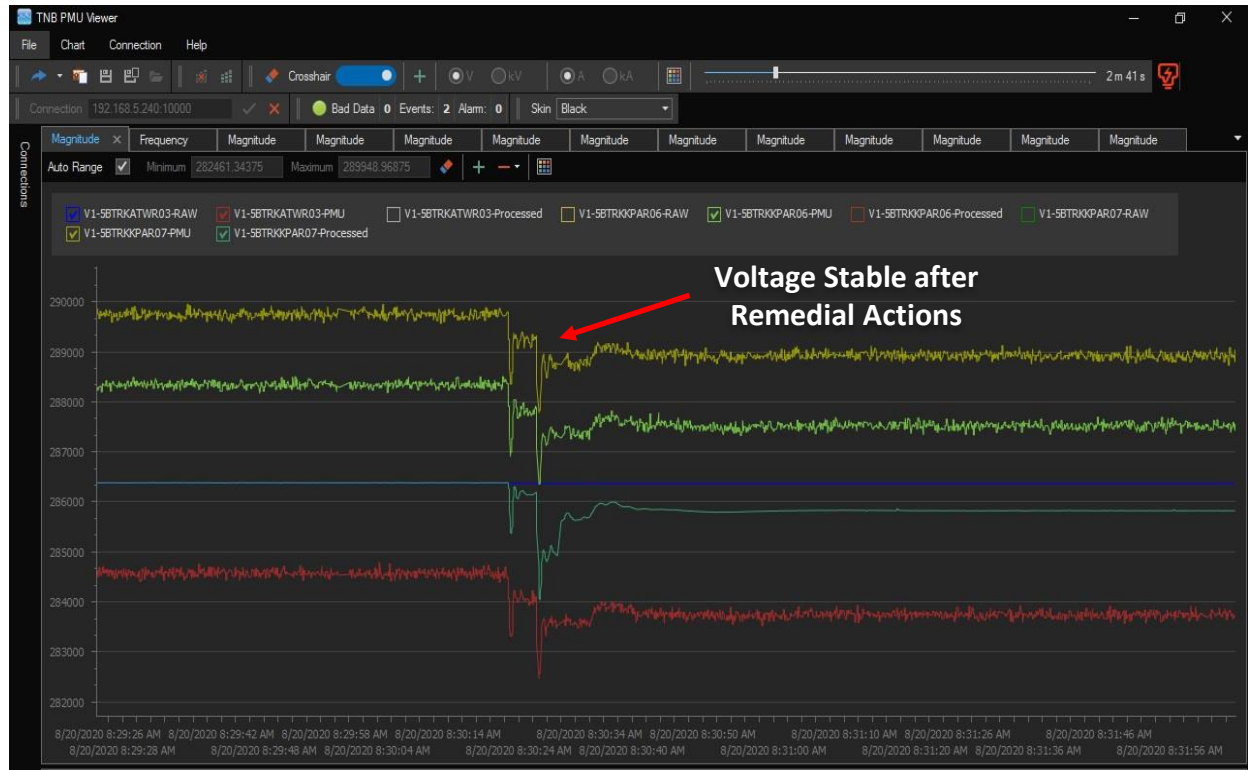 TNB PMU Viewer
File Chart Connection Help
Crosshair V kV A kA 2 m 41 s
Connection 192.168.5.240:10000 Bad Data 0 Events: 2 Alarm: 0 Skin Black
Magnitude Frequency Magnitude Magnitude Magnitude Magnitude Magnitude Magnitude Magnitude Magnitude Magnitude Magnitude Magnitude
Connections
Auto Range Minimum 282461.34375 Maximum 289948.96875
V1-5BTRKATWR03-RAW V1-5BTRKATWR03-PMU V1-5BTRKATWR03-Processed V1-5BTRKKPAR06-RAW V1-5BTRKKPAR06-PMU V1-5BTRKKPAR06-Processed V1-5BTRKKPAR07-RAW
V1-5BTRKKPAR07-PMU V1-5BTRKKPAR07-Processed
Voltage Stable after
Remedial Actions
290000
289000
288000
287000
286000
285000
284000
283000
282000
8/20/2020 8:29:26 AM 8/20/2020 8:29:42 AM 8/20/2020 8:29:58 AM 8/20/2020 8:30:14 AM 8/20/2020 8:30:34 AM 8/20/2020 8:30:50 AM 8/20/2020 8:31:10 AM 8/20/2020 8:31:26 AM 8/20/2020 8:31:46 AM
8/20/2020 8:29:28 AM 8/20/2020 8:29:48 AM 8/20/2020 8:30:04 AM 8/20/2020 8:30:24 AM 8/20/2020 8:30:40 AM 8/20/2020 8:31:00 AM 8/20/2020 8:31:20 AM 8/20/2020 8:31:36 AM 8/20/2020 8:31:56 AM